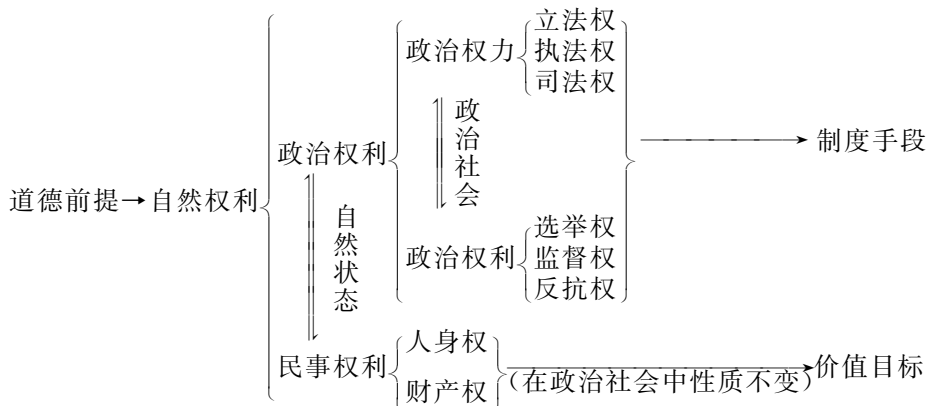 道德前提→自然权利
政治权利
政治权力
立法权
执法权
司法权
政治社会
政治权利
选举权
监督权
反抗权
制度手段
自然状态
民事权利
人身权
财产权
(在政治社会中性质不变)
价值目标